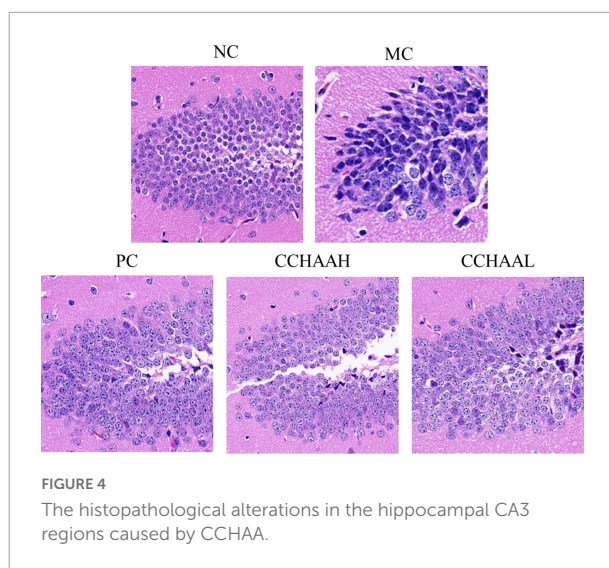 NC MC
PC CCHAAH CCHAAL
FIGURE 4
The histopathological alterations in the hippocampal CA3
regions caused by CCHAA.